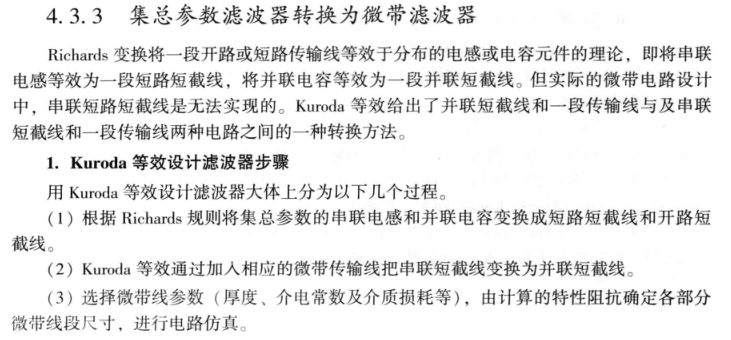 4.3.3 集总参数滤波器转换为微带滤波器
Richards 变换将一段开路或短路传输线等效于分布的电感或电容元件的理论，即将串联
电感等效为一段短路短截线，将并联电容等效为一段并联短截线。但实际的微带电路设计
中，串联短路短截线是无法实现的。Kuroda 等效给出了并联短截线和一段传输线与及串联
短截线和一段传输线两种电路之间的一种转换方法。
1. Kuroda 等效设计滤波器步骤
用 Kuroda 等效设计滤波器大体上分为以下几个过程。
(1) 根据 Richards 规则将集总参数的串联电感和并联电容变换成短路短截线和开路短
截线。
(2) Kuroda 等效通过加入相应的微带传输线把串联短截线变换为并联短截线。
(3) 选择微带线参数（厚度、介电常数及介质损耗等），由计算的特性阻抗确定各部分
微带线段尺寸，进行电路仿真。